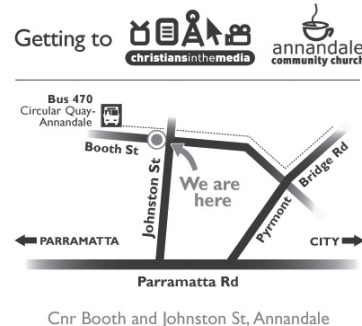 Getting to
christiansinthemedia
annandale
community church
Bus 470
Circular Quay-
Annandale
Booth St
Johnston St
We are
here
Pyrmont Bridge Rd
PARRAMATTA
CITY
Parramatta Rd
Cnr Booth and Johnston St, Annandale